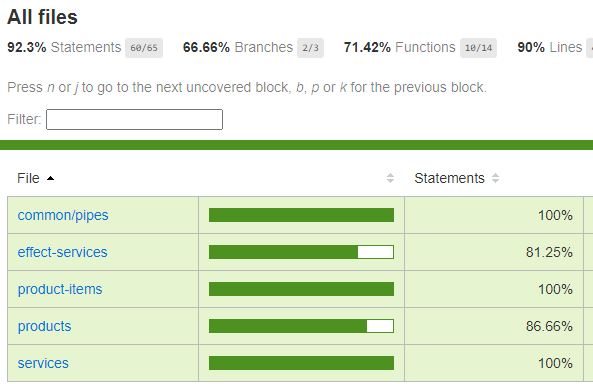 All files
92.3% Statements 60/65 66.66% Branches 2/3 71.42% Functions 10/14 90% Lines
Press n or j to go to the next uncovered block, b, p or k for the previous block.
Filter:
File Statements
common/pipes 100%
effect-services 81.25%
product-items 100%
products 86.66%
services 100%